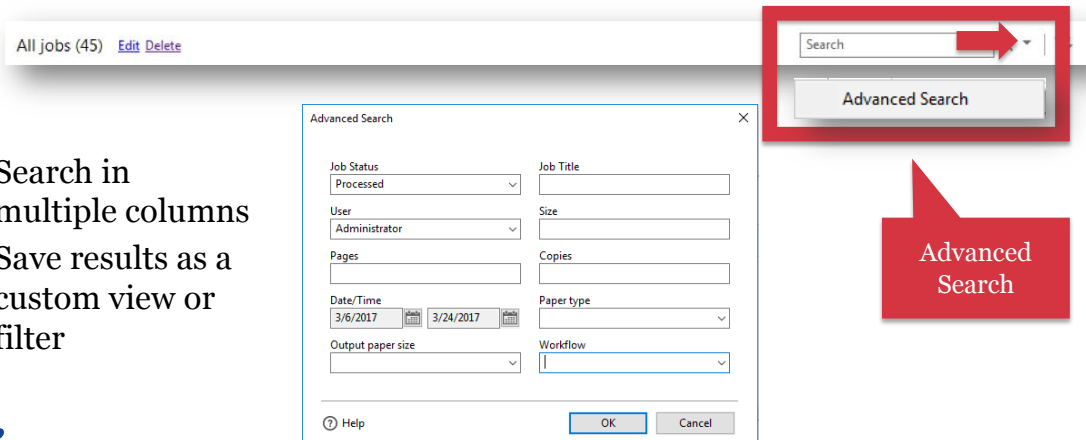 All jobs (45) Edit Delete
Search
Advanced Search
Search in
multiple columns
Save results as a
custom view or
filter
Advanced Search
Job Status
Job Title
Processed
User
Size
Administrator
Pages
Copies
Date/Time
Paper type
3/6/2017
3/24/2017
Output paper size
Workflow
Help
OK
Cancel
Advanced
Search